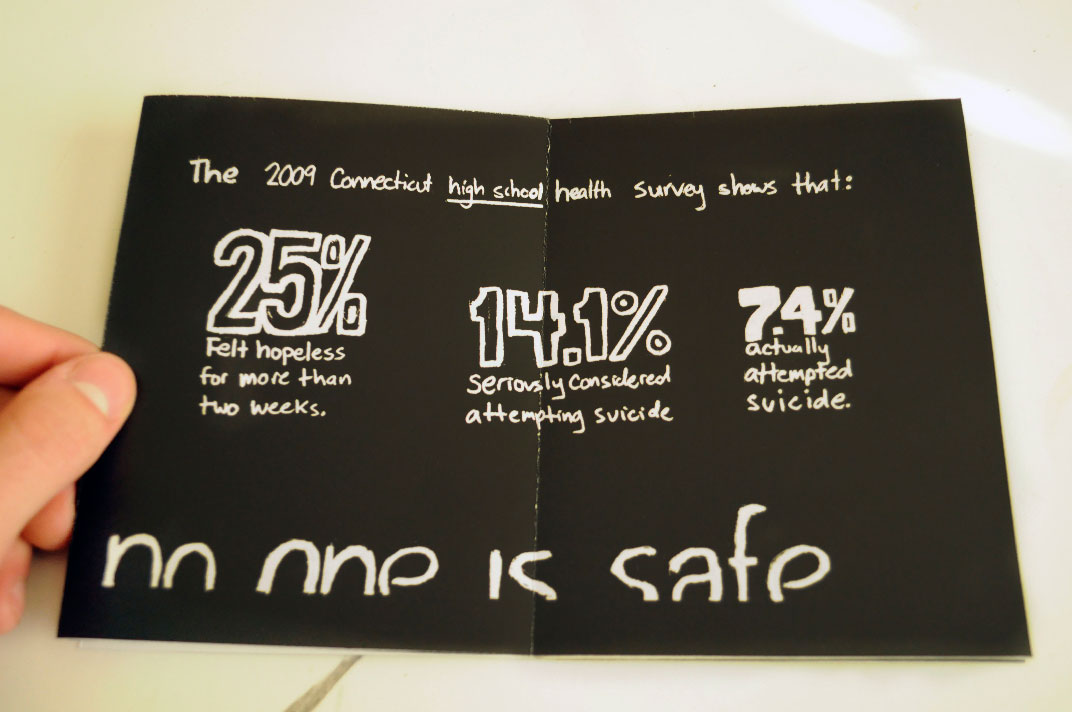 The 2009 Connecticut high school health survey shows that:
25%
Felt hopeless
for more than
two weeks.
14.1%
Seriously considered
attempting suicide
7.4%
actually
attempted
suicide.
no one is safe